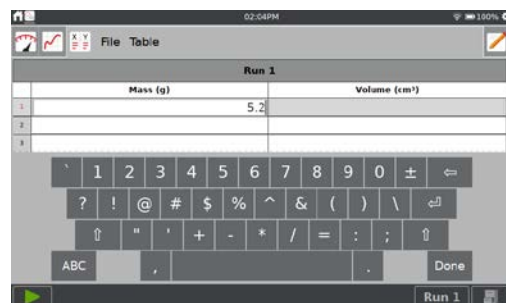 02:04PM 100%
X Y File Table
Run 1
Mass (g) Volume (cm³)
1 5.2
2
3
` 1 2 3 4 5 6 7 8 9 0 ±
? ! @ # $ % ^ & ( ) \
" ' + - * / = : ;
ABC , . Done
Run 1